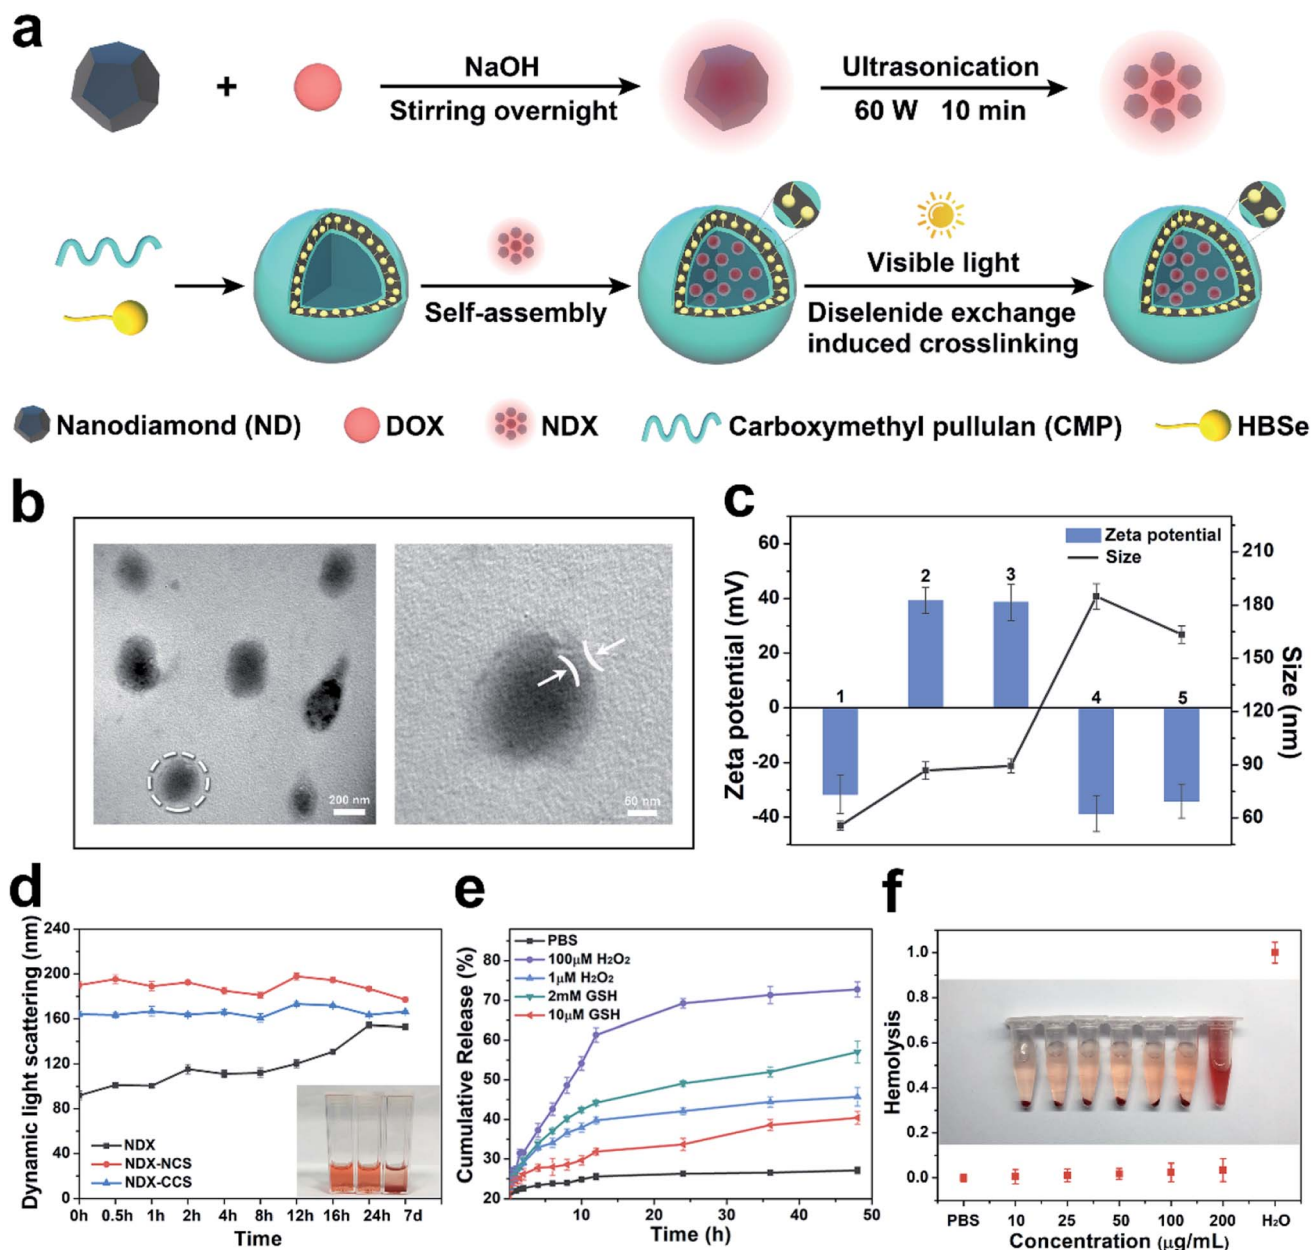 a
+
NaOH
Stirring overnight
Ultrasonication
60 W 10 min
Self-assembly
Visible light
Diselenide exchange
induced crosslinking
Nanodiamond (ND)
DOX
NDX
Carboxymethyl pullulan (CMP)
HBSe
b
200 nm
50 nm
c
Zeta potential (mV)
60
40
20
0
-20
-40
Zeta potential
Size
1
2
3
4
5
210
180
150
120
90
60
Size (nm)
d
Dynamic light scattering (nm)
240
200
160
120
80
40
0
NDX
NDX-NCS
NDX-CCS
0h 0.5h 1h 2h 4h 8h 12h 16h 24h 7d
Time
e
Cumulative Release (%)
80
70
60
50
40
30
20
PBS
100μM H₂O₂
1μM H₂O₂
2mM GSH
10μM GSH
10 20 30 40 50
Time (h)
f
Hemolysis
1.0
0.8
0.6
0.4
0.2
0.0
PBS 10 25 50 100 200 H₂O
Concentration (μg/mL)